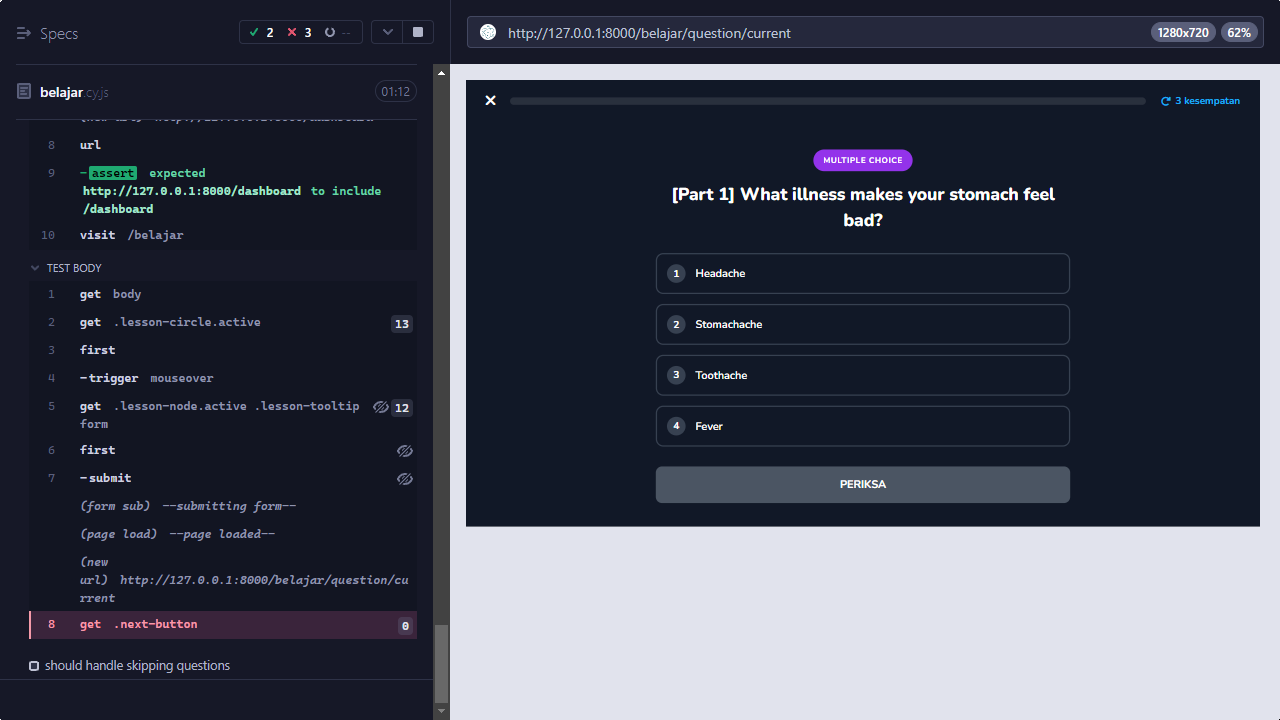 Specs
2
3
--
http://127.0.0.1:8000/belajar/question/current
1280x720
62%
belajar.cy.js
01:12
8 url
9 -assert expected
http://127.0.0.1:8000/dashboard to include
/dashboard
10 visit /belajar
TEST BODY
1 get body
2 get .lesson-circle.active 13
3 first
4 -trigger mouseover
5 get .lesson-node.active .lesson-tooltip 12
form
6 first
7 -submit
(form sub) --submitting form--
(page load) --page loaded--
(new
url) http://127.0.0.1:8000/belajar/question/cu
rrent
8 get .next-button 0
should handle skipping questions
3 kesempatan
MULTIPLE CHOICE
[Part 1] What illness makes your stomach feel
bad?
1 Headache
2 Stomachache
3 Toothache
4 Fever
PERIKSA